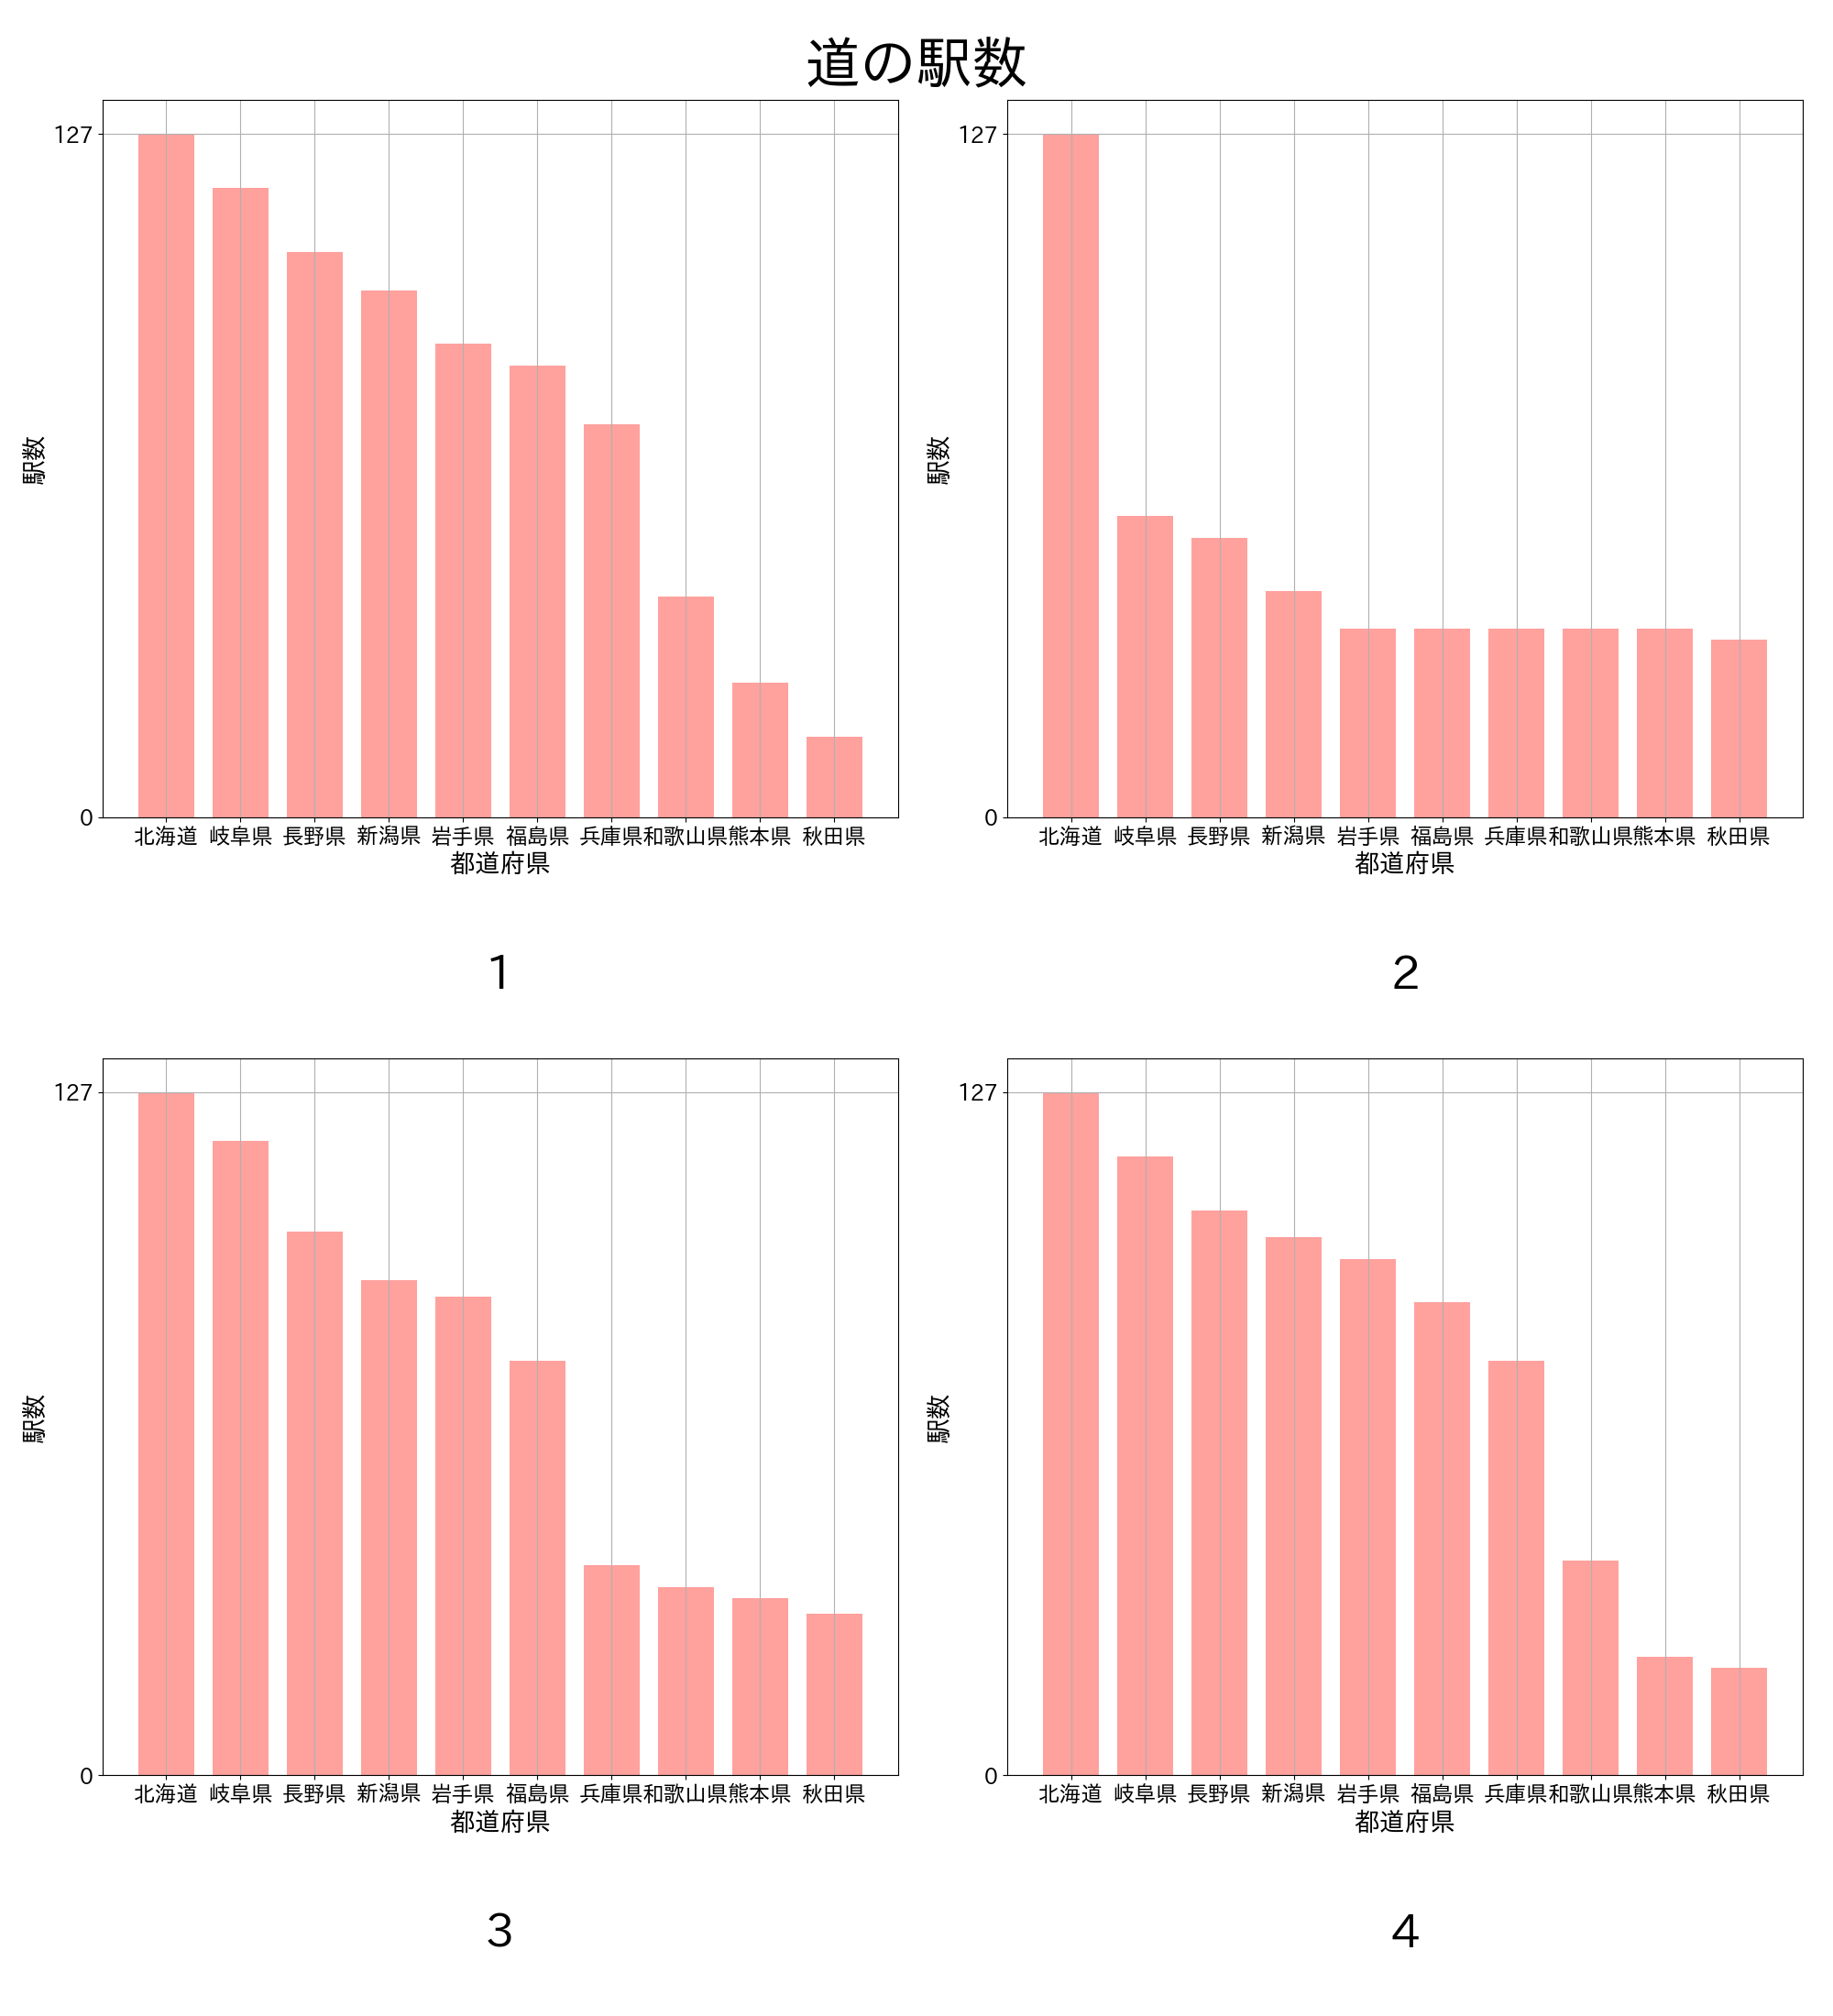 道の駅数
127
0
駅数
北海道 岐阜県 長野県 新潟県 岩手県 福島県 兵庫県 和歌山県 熊本県 秋田県
都道府県
1
127
0
駅数
北海道 岐阜県 長野県 新潟県 岩手県 福島県 兵庫県 和歌山県 熊本県 秋田県
都道府県
2
127
0
駅数
北海道 岐阜県 長野県 新潟県 岩手県 福島県 兵庫県 和歌山県 熊本県 秋田県
都道府県
3
127
0
駅数
北海道 岐阜県 長野県 新潟県 岩手県 福島県 兵庫県 和歌山県 熊本県 秋田県
都道府県
4